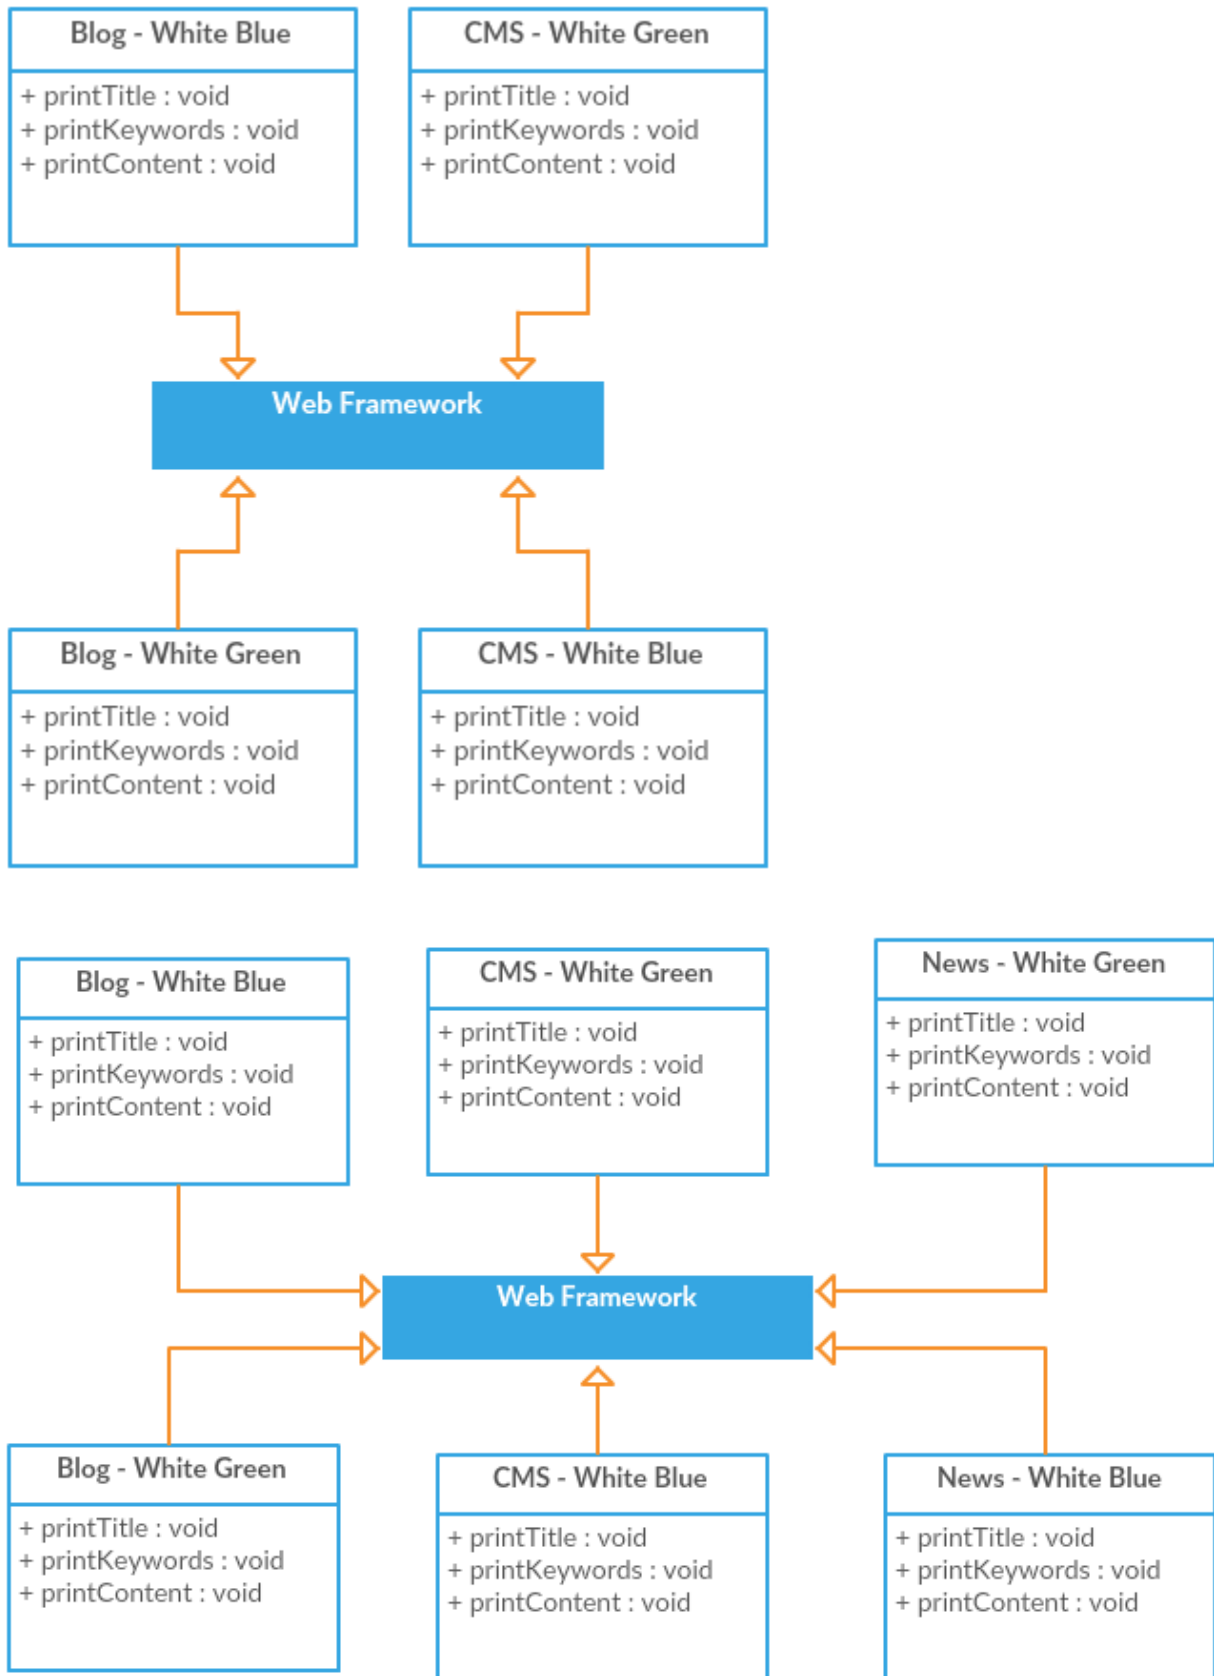 Blog - White Blue
+ printTitle : void
+ printKeywords : void
+ printContent : void
CMS - White Green
+ printTitle : void
+ printKeywords : void
+ printContent : void
Web Framework
Blog - White Green
+ printTitle : void
+ printKeywords : void
+ printContent : void
CMS - White Blue
+ printTitle : void
+ printKeywords : void
+ printContent : void
Blog - White Blue
+ printTitle : void
+ printKeywords : void
+ printContent : void
CMS - White Green
+ printTitle : void
+ printKeywords : void
+ printContent : void
News - White Green
+ printTitle : void
+ printKeywords : void
+ printContent : void
Web Framework
Blog - White Green
+ printTitle : void
+ printKeywords : void
+ printContent : void
CMS - White Blue
+ printTitle : void
+ printKeywords : void
+ printContent : void
News - White Blue
+ printTitle : void
+ printKeywords : void
+ printContent : void